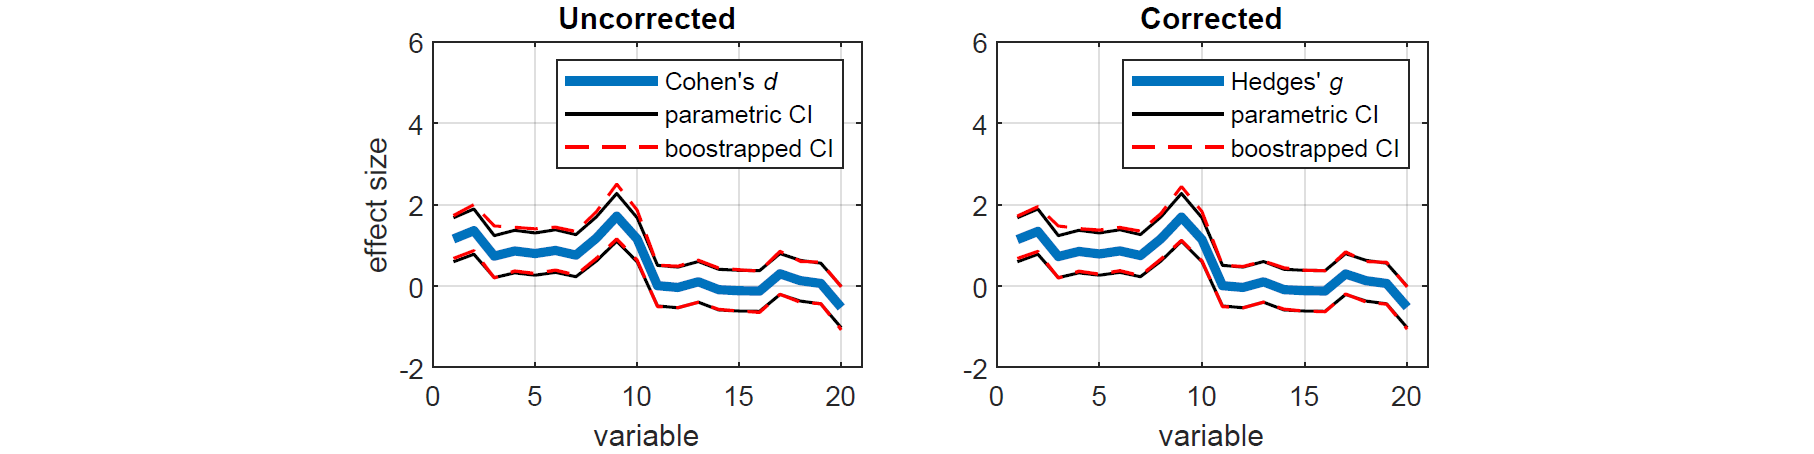 Uncorrected
6
4
2
0
-2
effect size
Cohen's d
parametric CI
boostrapped CI
0 5 10 15 20
variable
Corrected
6
4
2
0
-2
Hedges' g
parametric CI
boostrapped CI
0 5 10 15 20
variable